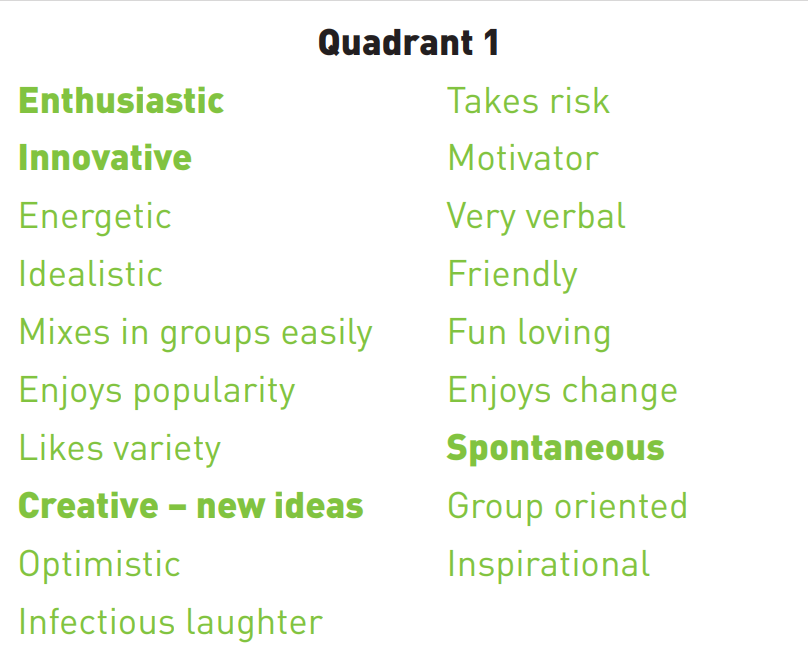 Quadrant 1
Enthusiastic
Innovative
Energetic
Idealistic
Mixes in groups easily
Enjoys popularity
Likes variety
Creative – new ideas
Optimistic
Infectious laughter
Takes risk
Motivator
Very verbal
Friendly
Fun loving
Enjoys change
Spontaneous
Group oriented
Inspirational